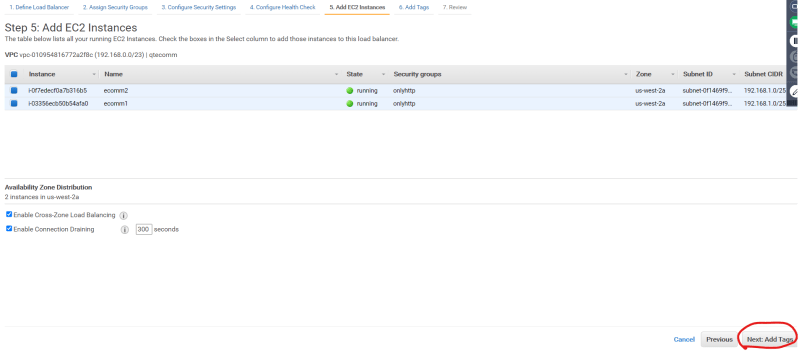 1. Define Load Balancer 2. Assign Security Groups 3. Configure Security Settings 4. Configure Health Check 5. Add EC2 Instances 6. Add Tags 7. Review
Step 5: Add EC2 Instances
The table below lists all your running EC2 Instances. Check the boxes in the Select column to add those instances to this load balancer.
VPC vpc-010954816772a2f8c (192.168.0.0/23) | qtecomm
Instance Name State Security groups Zone Subnet ID Subnet CIDR
i-0f7edecf0a7b316b5 ecomm2 running onlyhttp us-west-2a subnet-0f1469f9... 192.168.1.0/25
i-03356ecb50b54afa0 ecomm1 running onlyhttp us-west-2a subnet-0f1469f9... 192.168.1.0/25
Availability Zone Distribution
2 instances in us-west-2a
Enable Cross-Zone Load Balancing i
Enable Connection Draining i 300 seconds
Cancel Previous Next: Add Tags